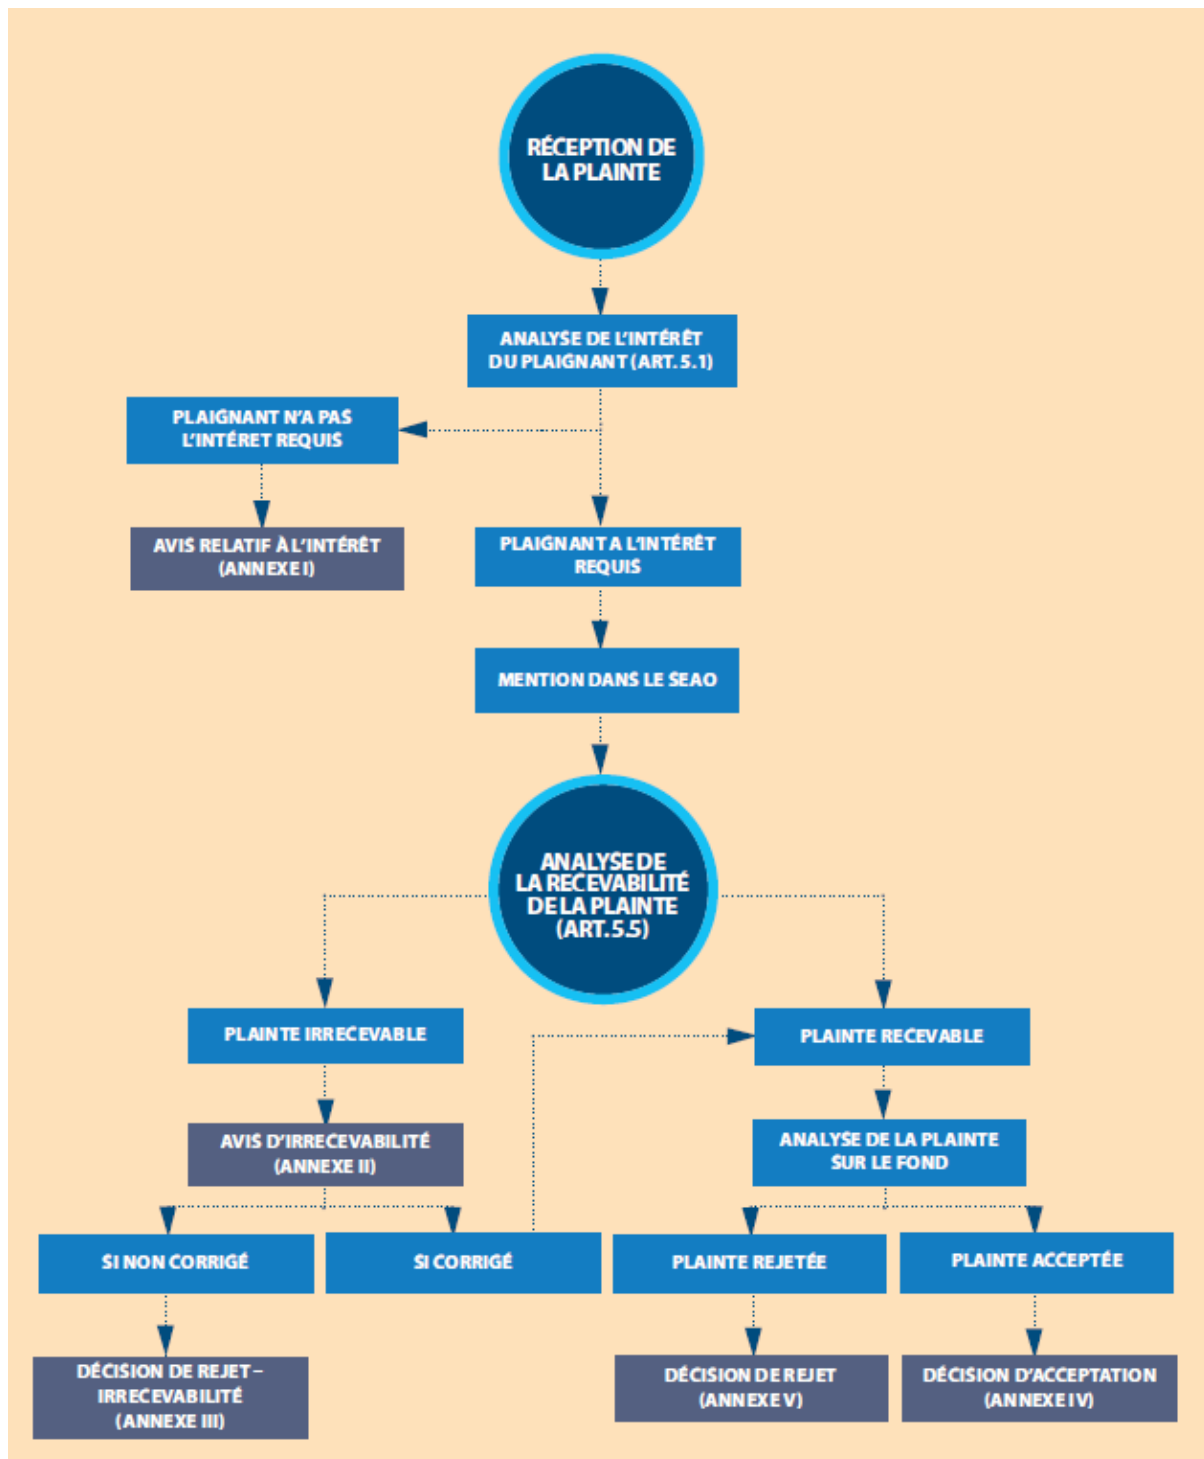 RÉCEPTION DE
LA PLAINTE
ANALYSE DE L'INTÉRÊT
DU PLAIGNANT (ART. 5.1)
PLAIGNANT N'A PAS
L'INTÉRET REQUIS
AVIS RELATIF À L'INTÉRÊT
(ANNEXE I)
PLAIGNANT A L'INTÉRÊT
REQUIS
MENTION DANS LE SEAO
ANALYSE DE
LA RECEVABILITÉ
DE LA PLAINTE
(ART. 5.5)
PLAINTE IRRECEVABLE
PLAINTE RECEVABLE
AVIS D'IRRECEVABILITÉ
(ANNEXE II)
ANALYSE DE LA PLAINTE
SUR LE FOND
SI NON CORRIGÉ
SI CORRIGÉ
PLAINTE REJETÉE
PLAINTE ACCEPTÉE
DÉCISION DE REJET –
IRRECEVABILITÉ
(ANNEXE III)
DÉCISION DE REJET
(ANNEXE V)
DÉCISION D'ACCEPTATION
(ANNEXE IV)